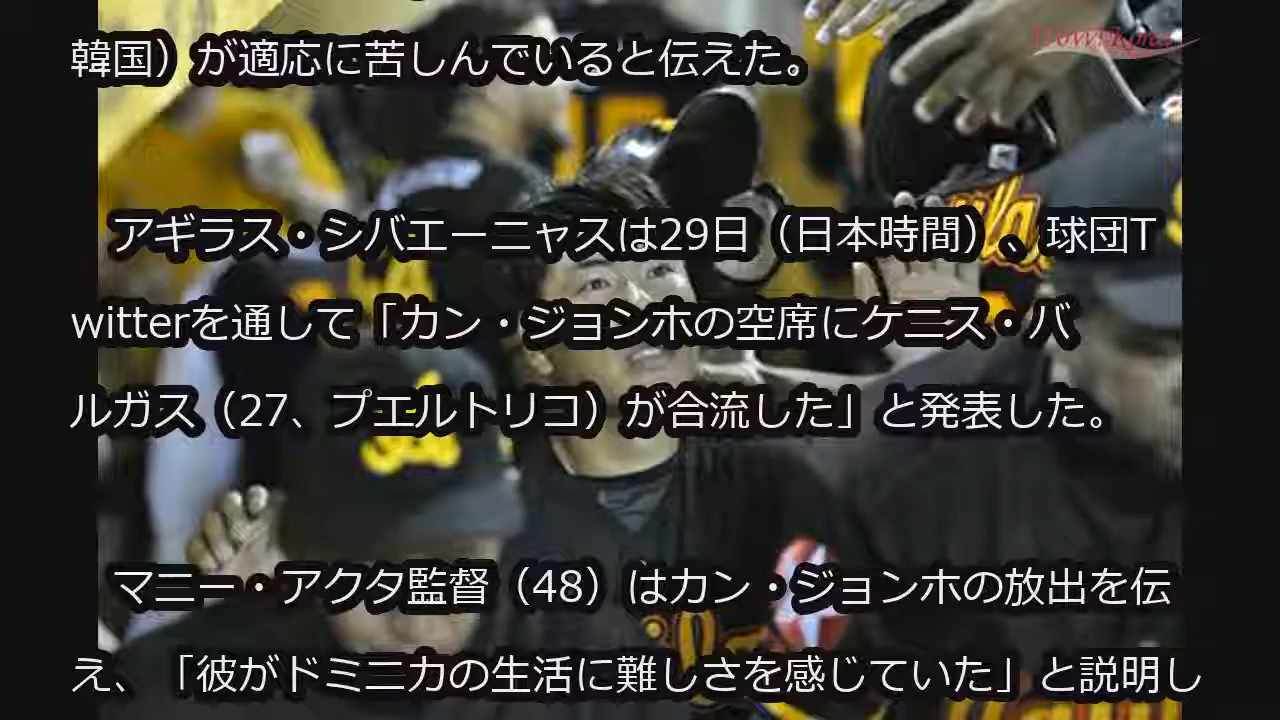 韓国）が適応に苦しんでいると伝えた。
アギラス・シバエーニャスは29日（日本時間）、球団T
witterを通して「カン・ジョンホの空席にケニス・バ
ルガス（27、プエルトリコ）が合流した」と発表した。
マニー・アクタ監督（48）はカン・ジョンホの放出を伝
え、「彼がドミニカの生活に難しさを感じていた」と説明し